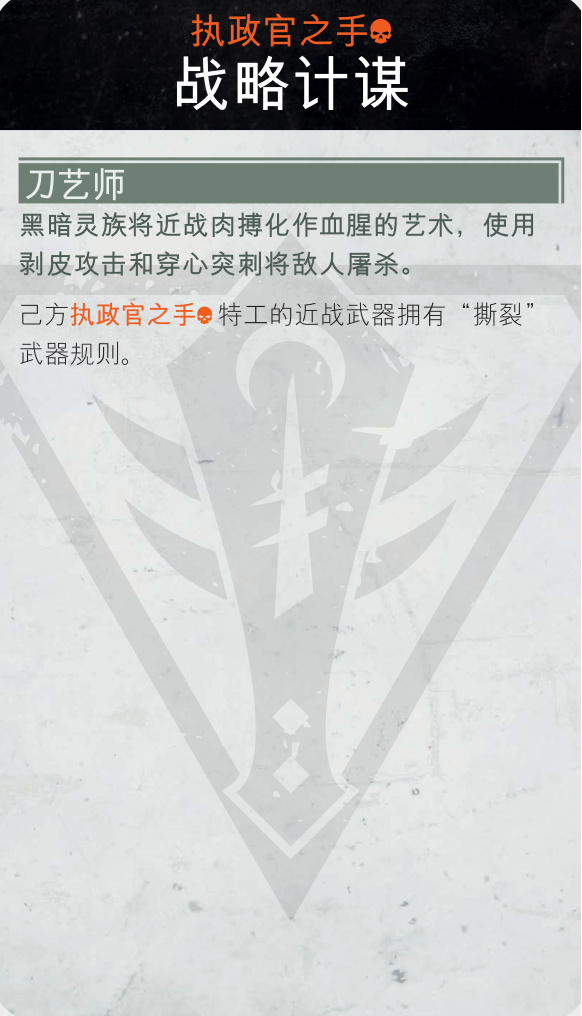 执政官之手
战略计谋
刀艺师
黑暗灵族将近战肉搏化作血腥的艺术，使用
剥皮攻击和穿心突刺将敌人屠杀。
己方执政官之手 特工的近战武器拥有“撕裂”
武器规则。